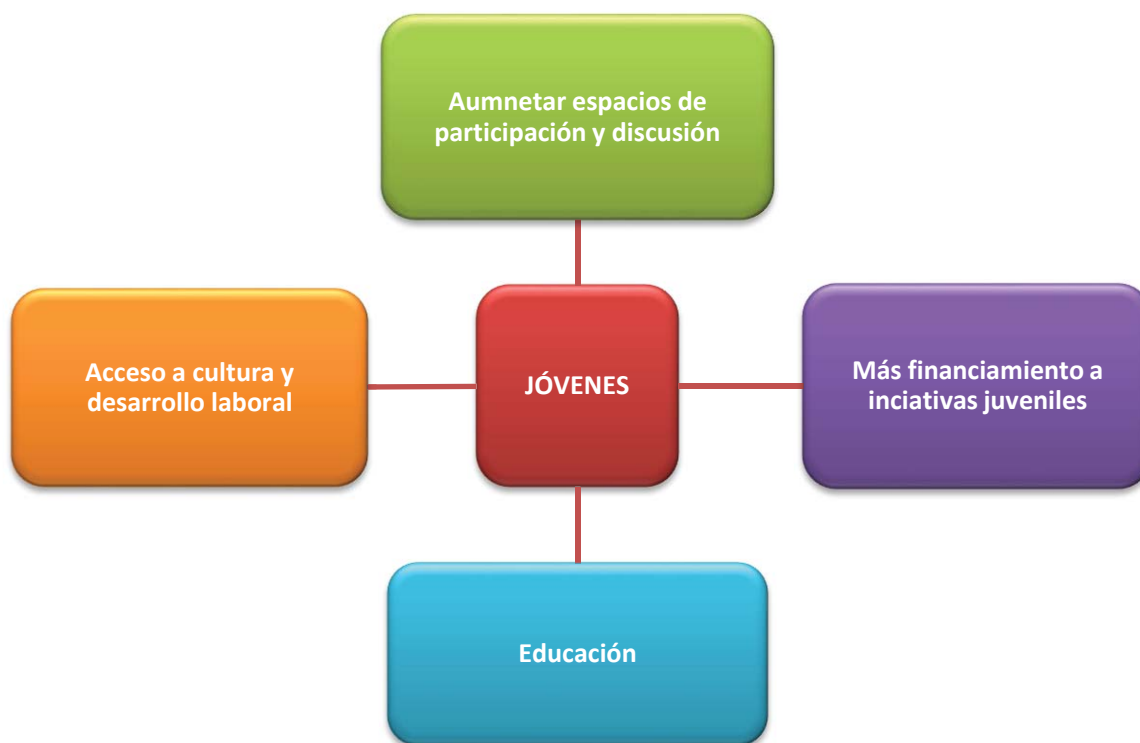 Aumnetar espacios de
participación y discusión
Acceso a cultura y
desarrollo laboral
JÓVENES
Más financiamiento a
inciativas juveniles
Educación